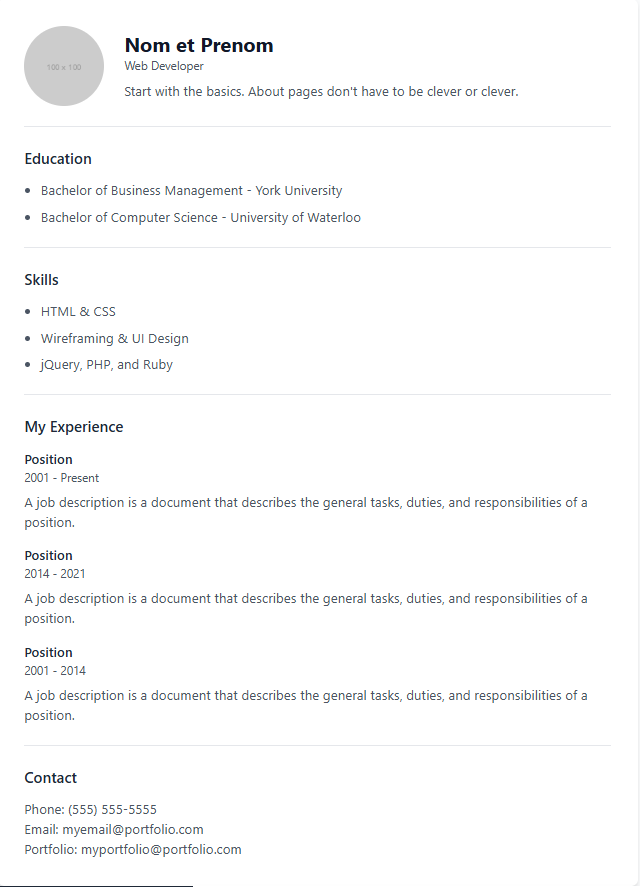 100 x 100
Nom et Prenom
Web Developer
Start with the basics. About pages don't have to be clever or clever.
Education
Bachelor of Business Management - York University
Bachelor of Computer Science - University of Waterloo
Skills
HTML & CSS
Wireframing & UI Design
jQuery, PHP, and Ruby
My Experience
Position
2001 - Present
A job description is a document that describes the general tasks, duties, and responsibilities of a
position.
Position
2014 - 2021
A job description is a document that describes the general tasks, duties, and responsibilities of a
position.
Position
2001 - 2014
A job description is a document that describes the general tasks, duties, and responsibilities of a
position.
Contact
Phone: (555) 555-5555
Email: myemail@portfolio.com
Portfolio: myportfolio@portfolio.com